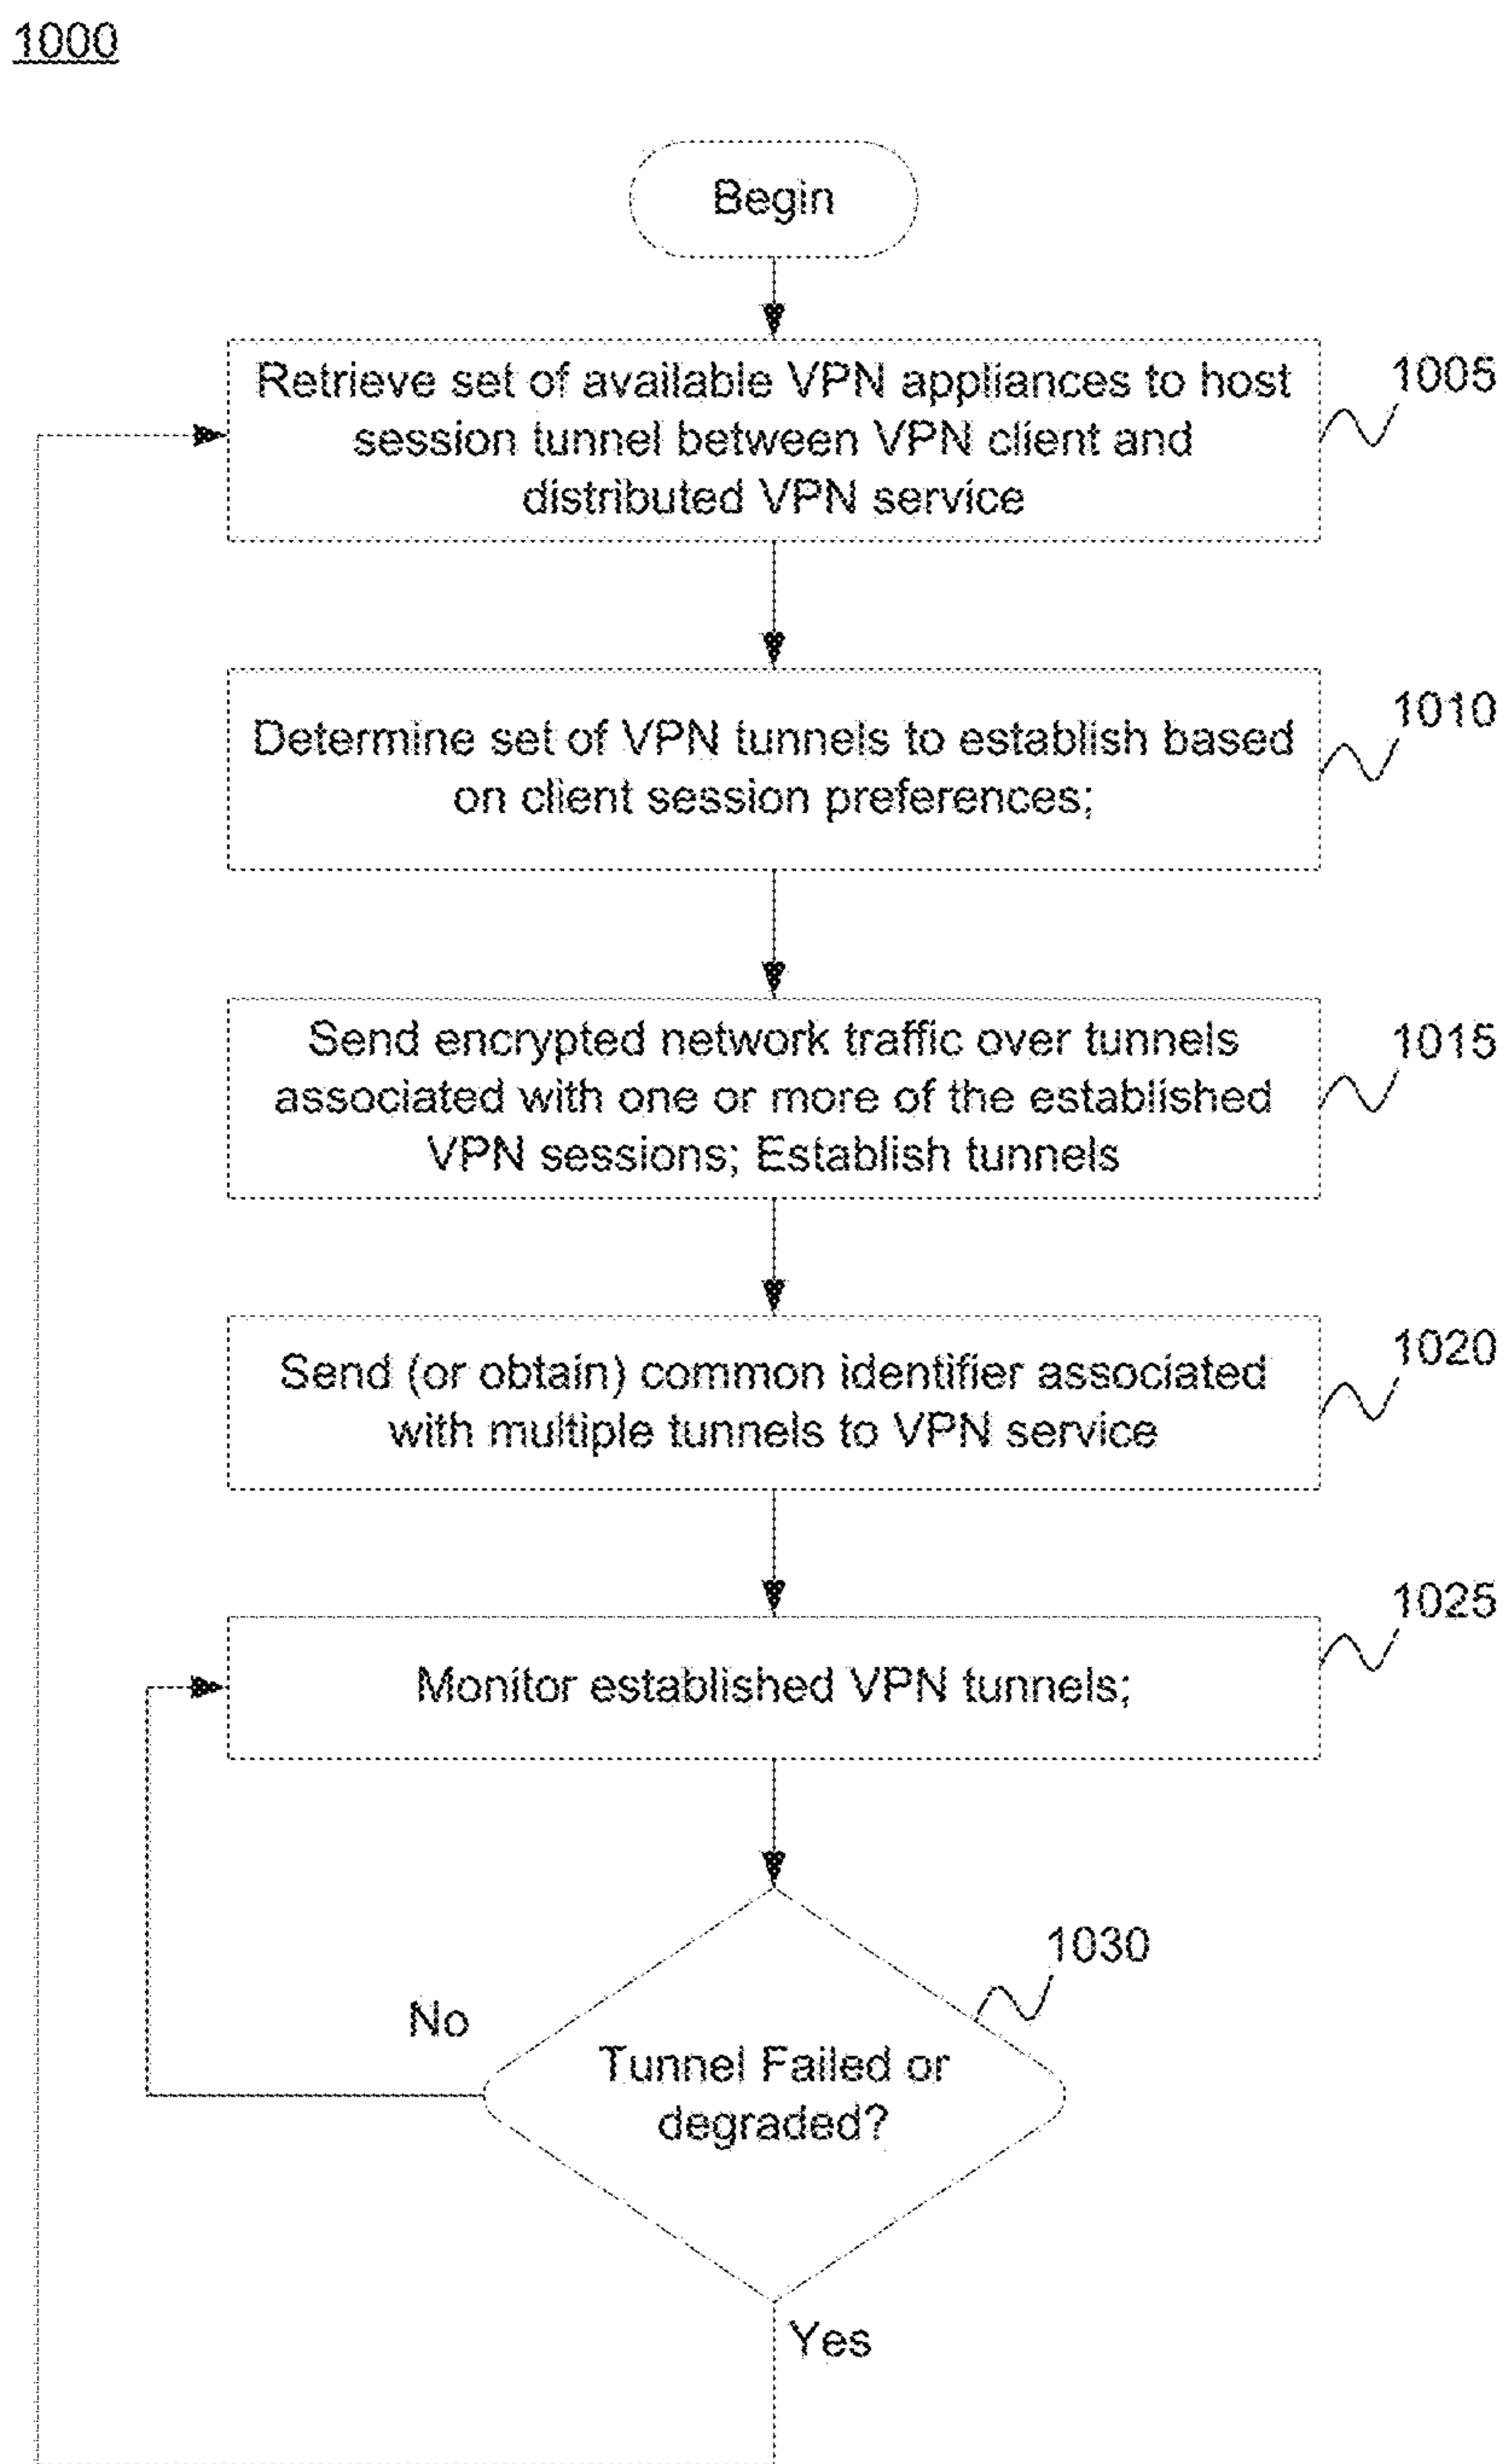 1000
Begin
Retrieve set of available VPN appliances to host
session tunnel between VPN client and
distributed VPN service
1005
Determine set of VPN tunnels to establish based
on client session preferences;
1010
Send encrypted network traffic over tunnels
associated with one or more of the established
VPN sessions; Establish tunnels
1015
Send (or obtain) common identifier associated
with multiple tunnels to VPN service
1020
Monitor established VPN tunnels;
1025
1030
No
Tunnel Failed or
degraded?
Yes